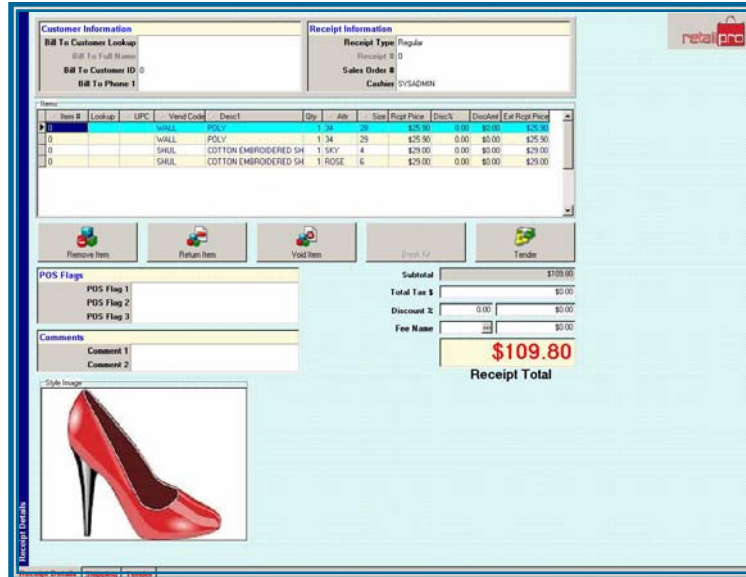 Customer Information
Bill To Customer Lookup
Bill To Full Name
Bill To Customer ID 0
Bill To Phone 1
Receipt Information
Receipt Type Regular
Receipt # 0
Sales Order #
Cashier SYSADMIN
retailpro
Items
Item # Lookup UPC Vend Code Desc1 Qty Attr Size Rcpt Price Disc% DiscAmt Ext Rcpt Price
0 WALL POLY 1 34 29 $25.90 0.00 $0.00 $25.90
0 WALL POLY 1 34 29 $25.90 0.00 $0.00 $25.90
0 SHUL COTTON EMBROIDERED SH 1 SKY 4 $29.00 0.00 $0.00 $29.00
0 SHUL COTTON EMBROIDERED SH 1 ROSE 6 $29.00 0.00 $0.00 $29.00
Remove Item Return Item Void Item Break Kit Tender
POS Flags
POS Flag 1
POS Flag 2
POS Flag 3
Subtotal $109.80
Total Tax $ $0.00
Discount % 0.00 $0.00
Fee Name ... $0.00
Comments
Comment 1
Comment 2
$109.80
Receipt Total
Style Image
Receipt Details
Receipt Details Shipping Tender